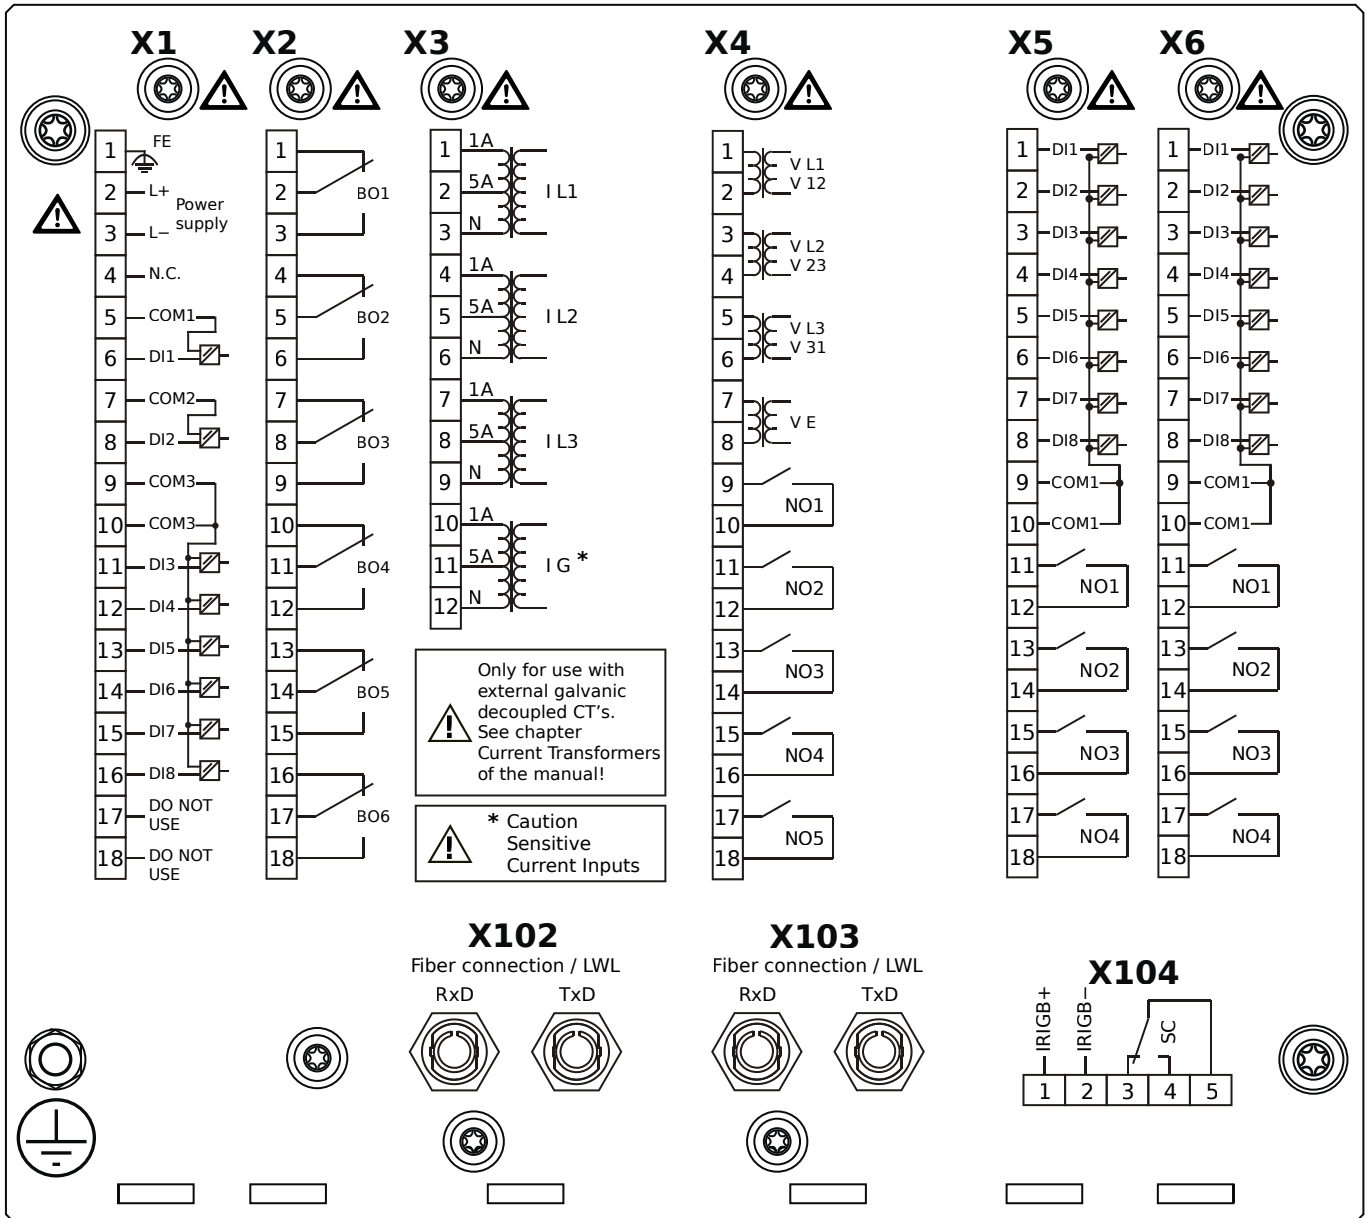 X1
X2
X3
X4
X5
X6
1 FE
2 L+
Power
supply
3 L−
4 N.C.
5 COM1
6 DI1
7 COM2
8 DI2
9 COM3
10 COM3
11 DI3
12 DI4
13 DI5
14 DI6
15 DI7
16 DI8
17 DO NOT
USE
18 DO NOT
USE
1
2 BO1
3
4
5 BO2
6
7
8 BO3
9
10
11 BO4
12
13
14 BO5
15
16
17 BO6
18
1 1A
2 5A I L1
3 N
4 1A
5 5A I L2
6 N
7 1A
8 5A I L3
9 N
10 1A
11 5A I G *
12 N
Only for use with
external galvanic
decoupled CT's.
See chapter
Current Transformers
of the manual!
* Caution
Sensitive
Current Inputs
1 V L1
2 V 12
3 V L2
4 V 23
5 V L3
6 V 31
7 V E
8
9 NO1
10
11 NO2
12
13 NO3
14
15 NO4
16
17 NO5
18
1 DI1
2 DI2
3 DI3
4 DI4
5 DI5
6 DI6
7 DI7
8 DI8
9 COM1
10 COM1
11 NO1
12
13 NO2
14
15 NO3
16
17 NO4
18
1 DI1
2 DI2
3 DI3
4 DI4
5 DI5
6 DI6
7 DI7
8 DI8
9 COM1
10 COM1
11 NO1
12
13 NO2
14
15 NO3
16
17 NO4
18
X102
Fiber connection / LWL
RxD TxD
X103
Fiber connection / LWL
RxD TxD
X104
IRIGB+
IRIGB−
SC
1 2 3 4 5